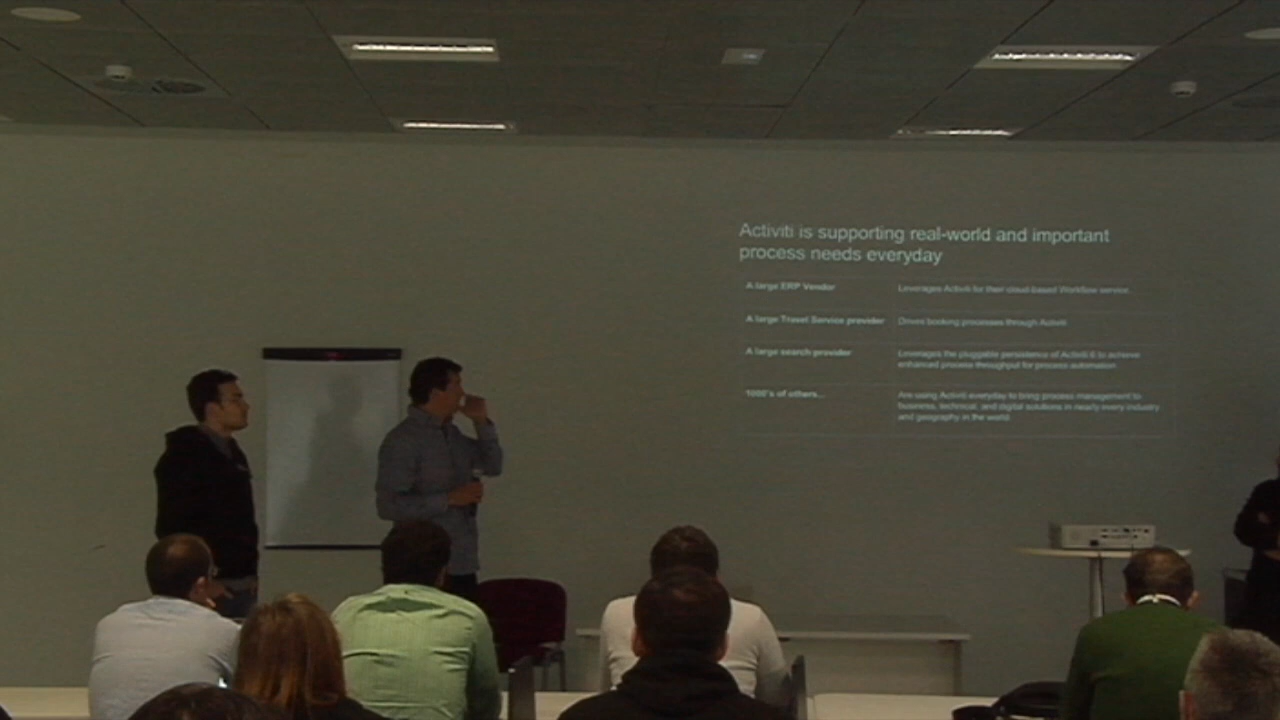 Activiti is supporting real-world and important
process needs everyday
A large ERP Vendor
Leverages Activiti for their cloud-based Workflow service.
A large Travel Service provider
Drives booking processes through Activiti
A large search provider
Leverages the pluggable persistence of Activiti 6 to achieve
enhanced process throughput for process automation
1000's of others...
Are using Activiti everyday to bring process management to
business, technical, and digital solutions in nearly every industry
and geography in the world.